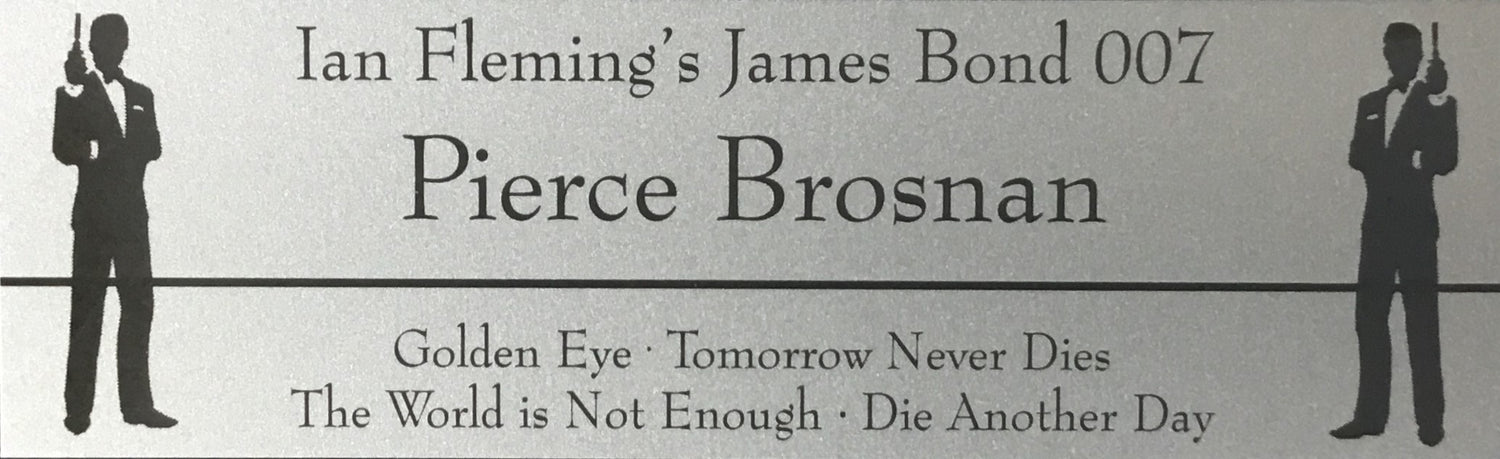 Ian Fleming's James Bond 007
Pierce Brosnan
Golden Eye · Tomorrow Never Dies
The World is Not Enough · Die Another Day